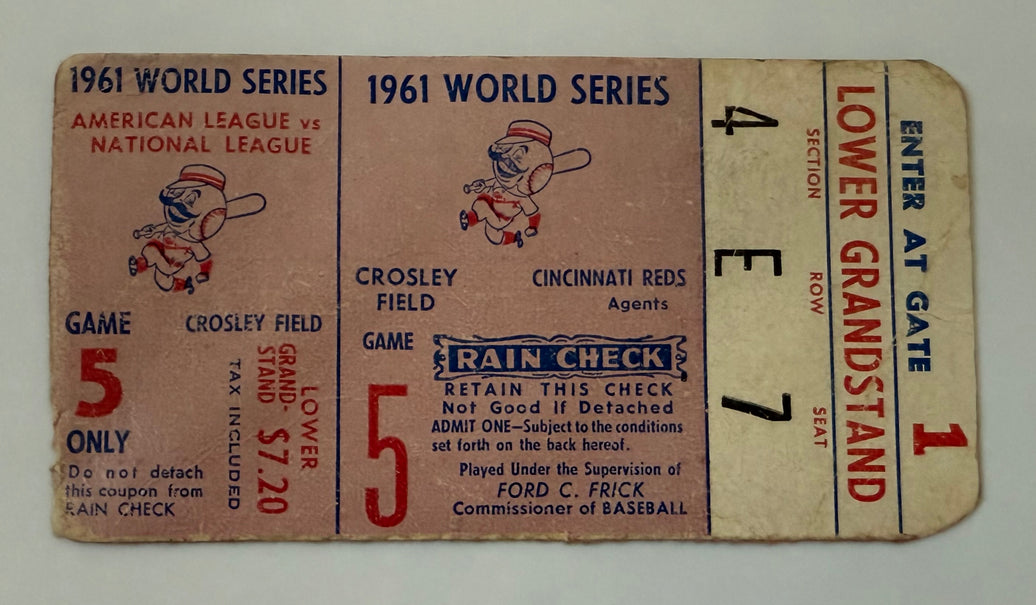 1961 WORLD SERIES
AMERICAN LEAGUE vs
NATIONAL LEAGUE
GAME
5
ONLY
CROSLEY FIELD
Do not detach
this coupon from
RAIN CHECK
TAX INCLUDED
LOWER
GRAND-
STAND $7.20
1961 WORLD SERIES
CROSLEY
FIELD
CINCINNATI REDS
Agents
GAME
5
RAIN CHECK
RETAIN THIS CHECK
Not Good If Detached
ADMIT ONE—Subject to the conditions
set forth on the back hereof.
Played Under the Supervision of
FORD C. FRICK
Commissioner of BASEBALL
4 E 7
SECTION ROW SEAT
LOWER GRANDSTAND
ENTER AT GATE 1